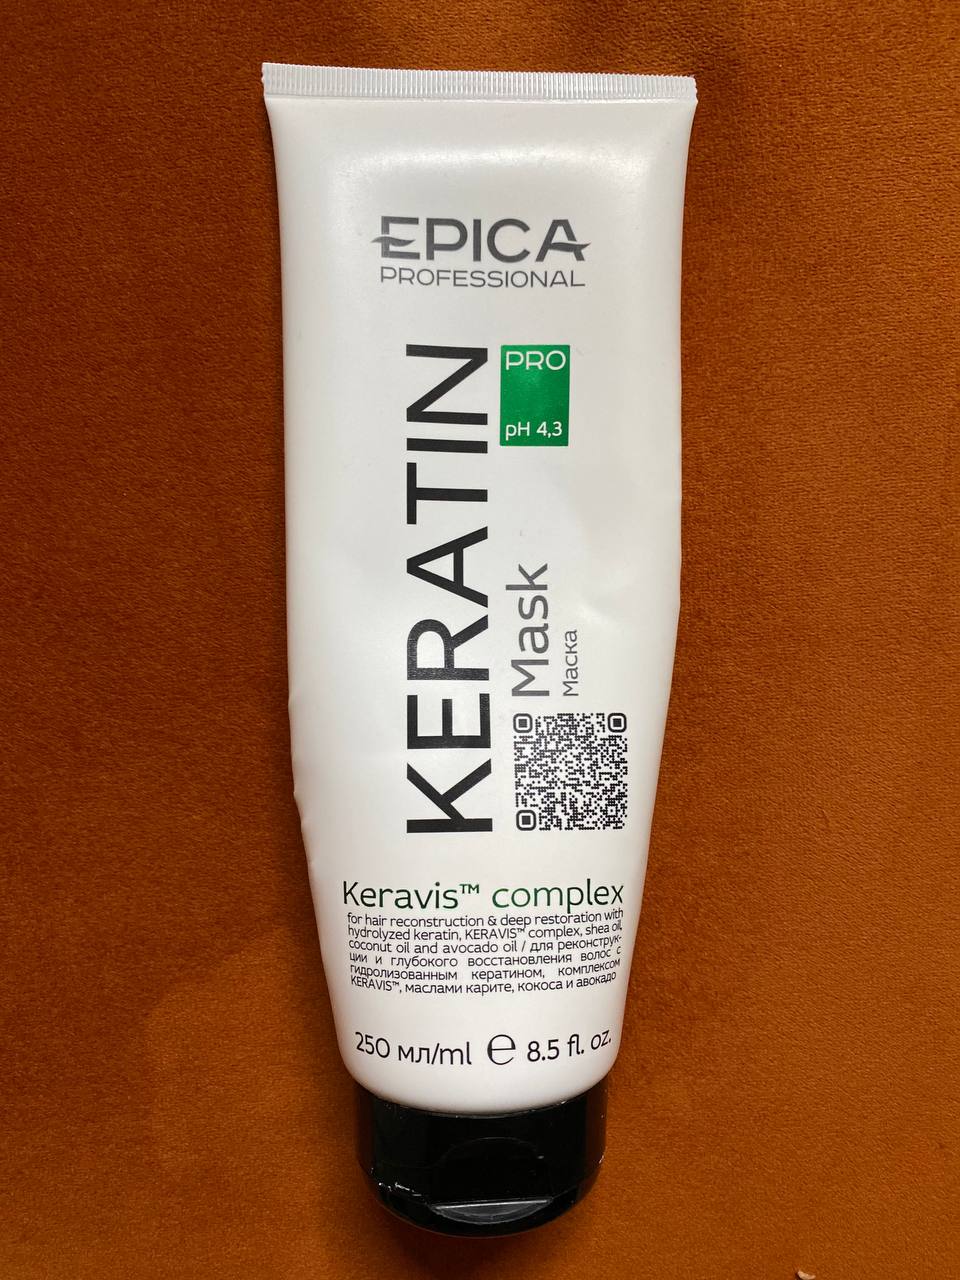 EPICA
PROFESSIONAL
KERATIN
PRO
pH 4,3
Mask
Маска
Keravis™ complex
for hair reconstruction & deep restoration with
hydrolyzed keratin, KERAVIS™ complex, shea oil,
coconut oil and avocado oil / для реконструк-
ции и глубокого восстановления волос с
гидролизованным кератином, комплексом
KERAVIS™, маслами карите, кокоса и авокадо
250 мл/ml ℮ 8.5 fl. oz.